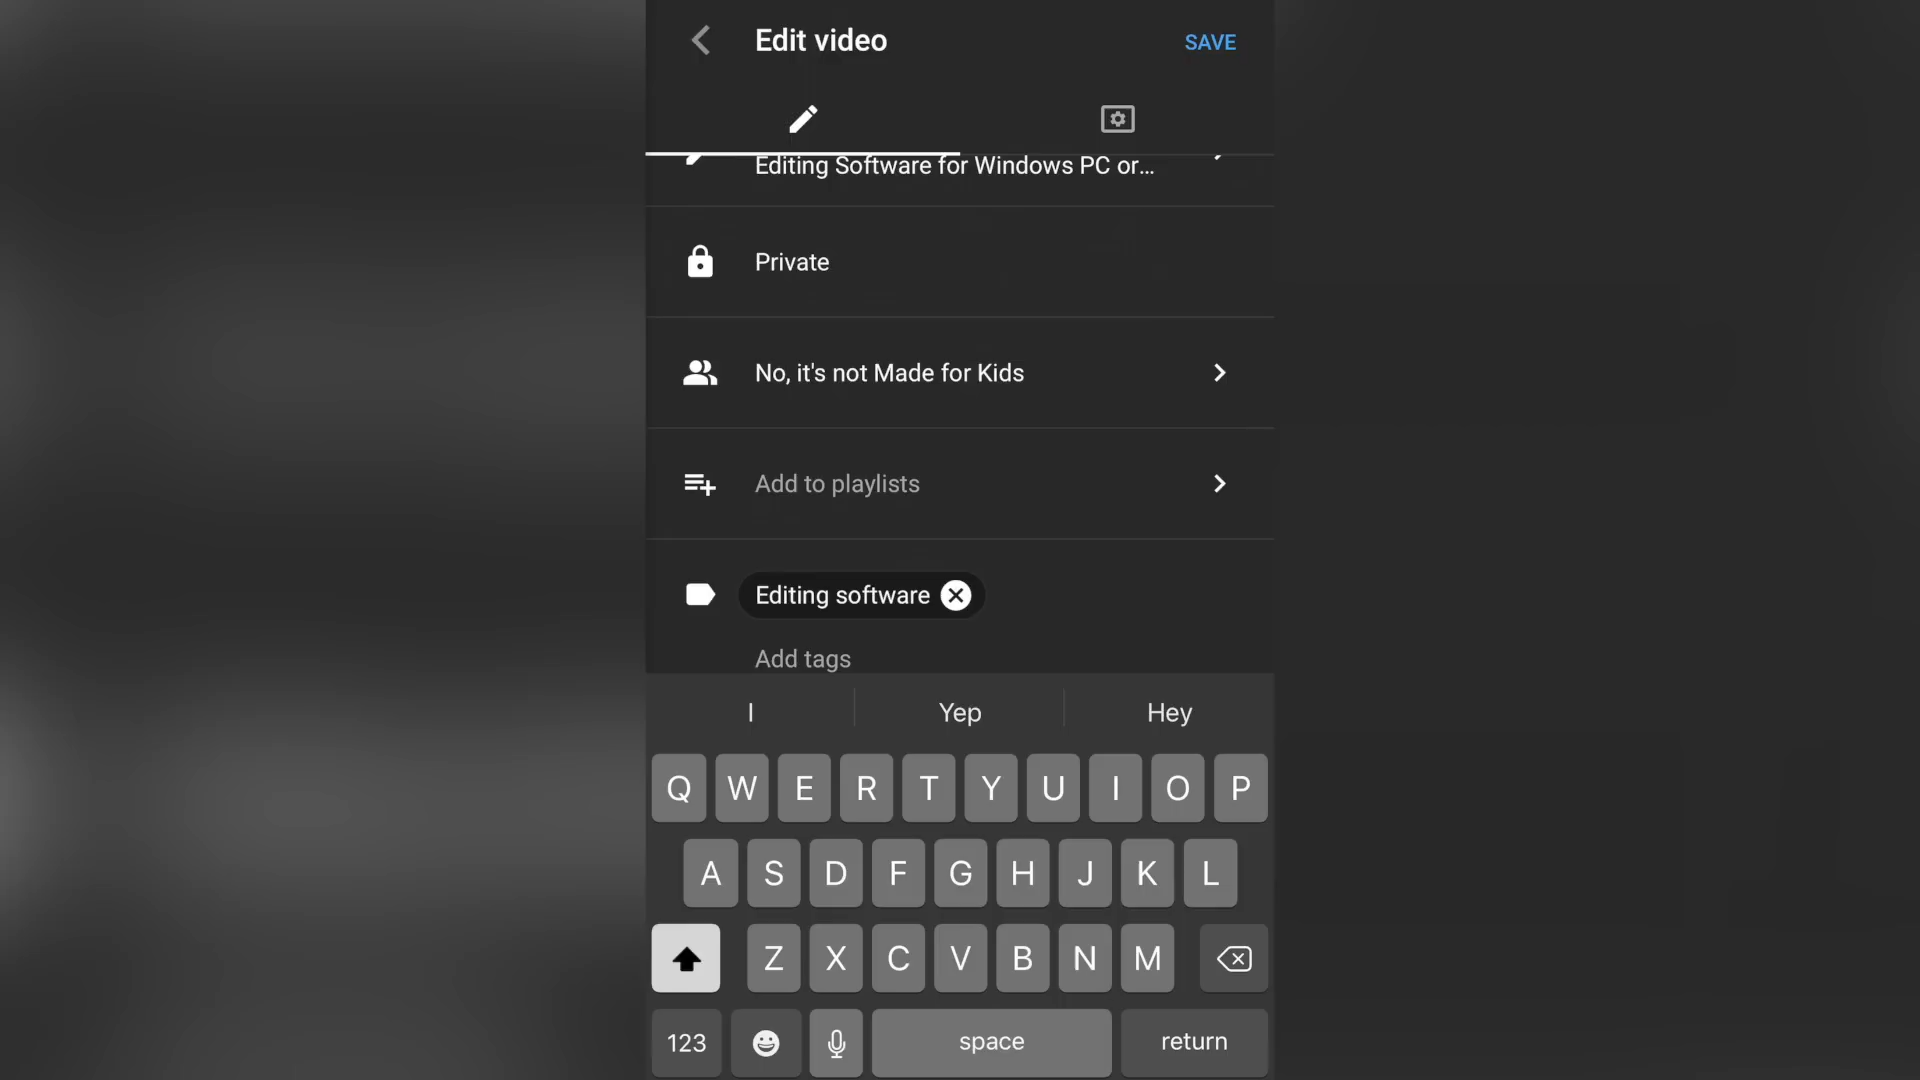 Edit video
SAVE
Editing Software for Windows PC or...
Private
No, it's not Made for Kids
Add to playlists
Editing software
Add tags
I Yep Hey
Q W E R T Y U I O P
A S D F G H J K L
Z X C V B N M
123 space return